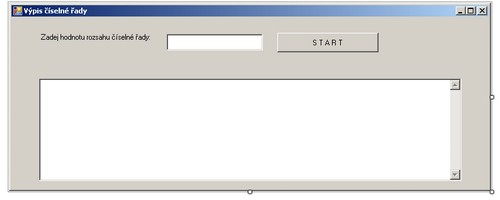 Výpis číselné řady
Zadej hodnotu rozsahu číselné řady:
START